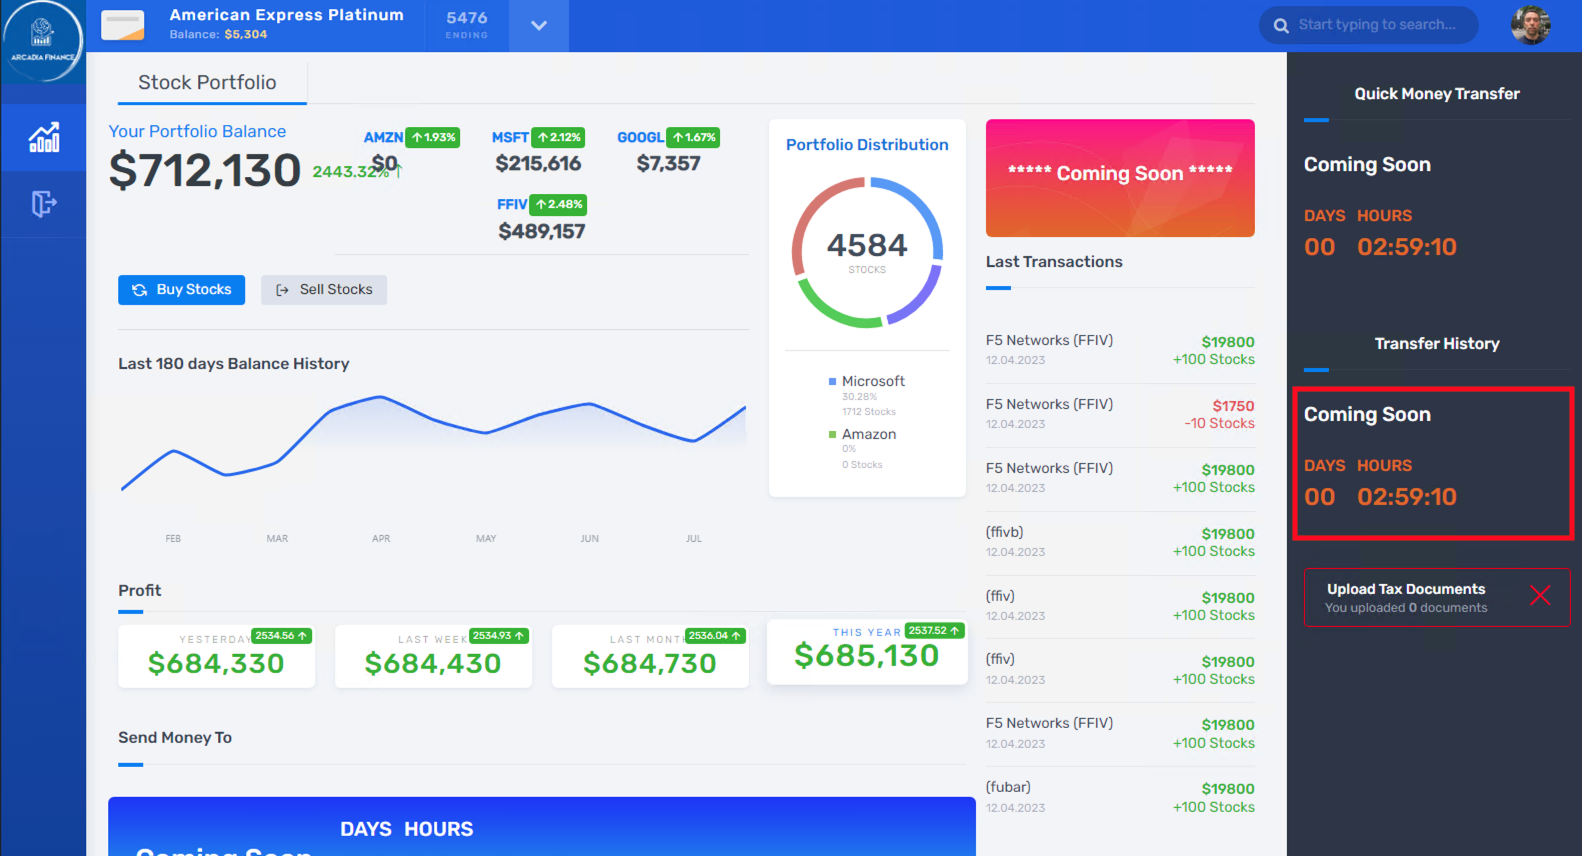 ARCADIA FINANCE
American Express Platinum
Balance: $5,304
5476
ENDING
Start typing to search...
Stock Portfolio
Your Portfolio Balance
$712,130
2443.32% ↑
AMZN ↑ 1.93%
$0
MSFT ↑ 2.12%
$215,616
GOOGL ↑ 1.67%
$7,357
FFIV ↑ 2.48%
$489,157
Buy Stocks
Sell Stocks
Last 180 days Balance History
FEB MAR APR MAY JUN JUL
Profit
YESTERDAY 2534.56 ↑
$684,330
LAST WEEK 2534.93 ↑
$684,430
LAST MONTH 2536.04 ↑
$684,730
THIS YEAR 2537.52 ↑
$685,130
Send Money To
DAYS HOURS
Coming Soon
Portfolio Distribution
4584
STOCKS
Microsoft
30.28%
1712 Stocks
Amazon
0%
0 Stocks
***** Coming Soon *****
Last Transactions
F5 Networks (FFIV) $19800
12.04.2023 +100 Stocks
F5 Networks (FFIV) $1750
12.04.2023 -10 Stocks
F5 Networks (FFIV) $19800
12.04.2023 +100 Stocks
(ffivb) $19800
12.04.2023 +100 Stocks
(ffiv) $19800
12.04.2023 +100 Stocks
(ffiv) $19800
12.04.2023 +100 Stocks
F5 Networks (FFIV) $19800
12.04.2023 +100 Stocks
(fubar) $19800
12.04.2023 +100 Stocks
Quick Money Transfer
Coming Soon
DAYS HOURS
00 02:59:10
Transfer History
Coming Soon
DAYS HOURS
00 02:59:10
Upload Tax Documents
You uploaded 0 documents